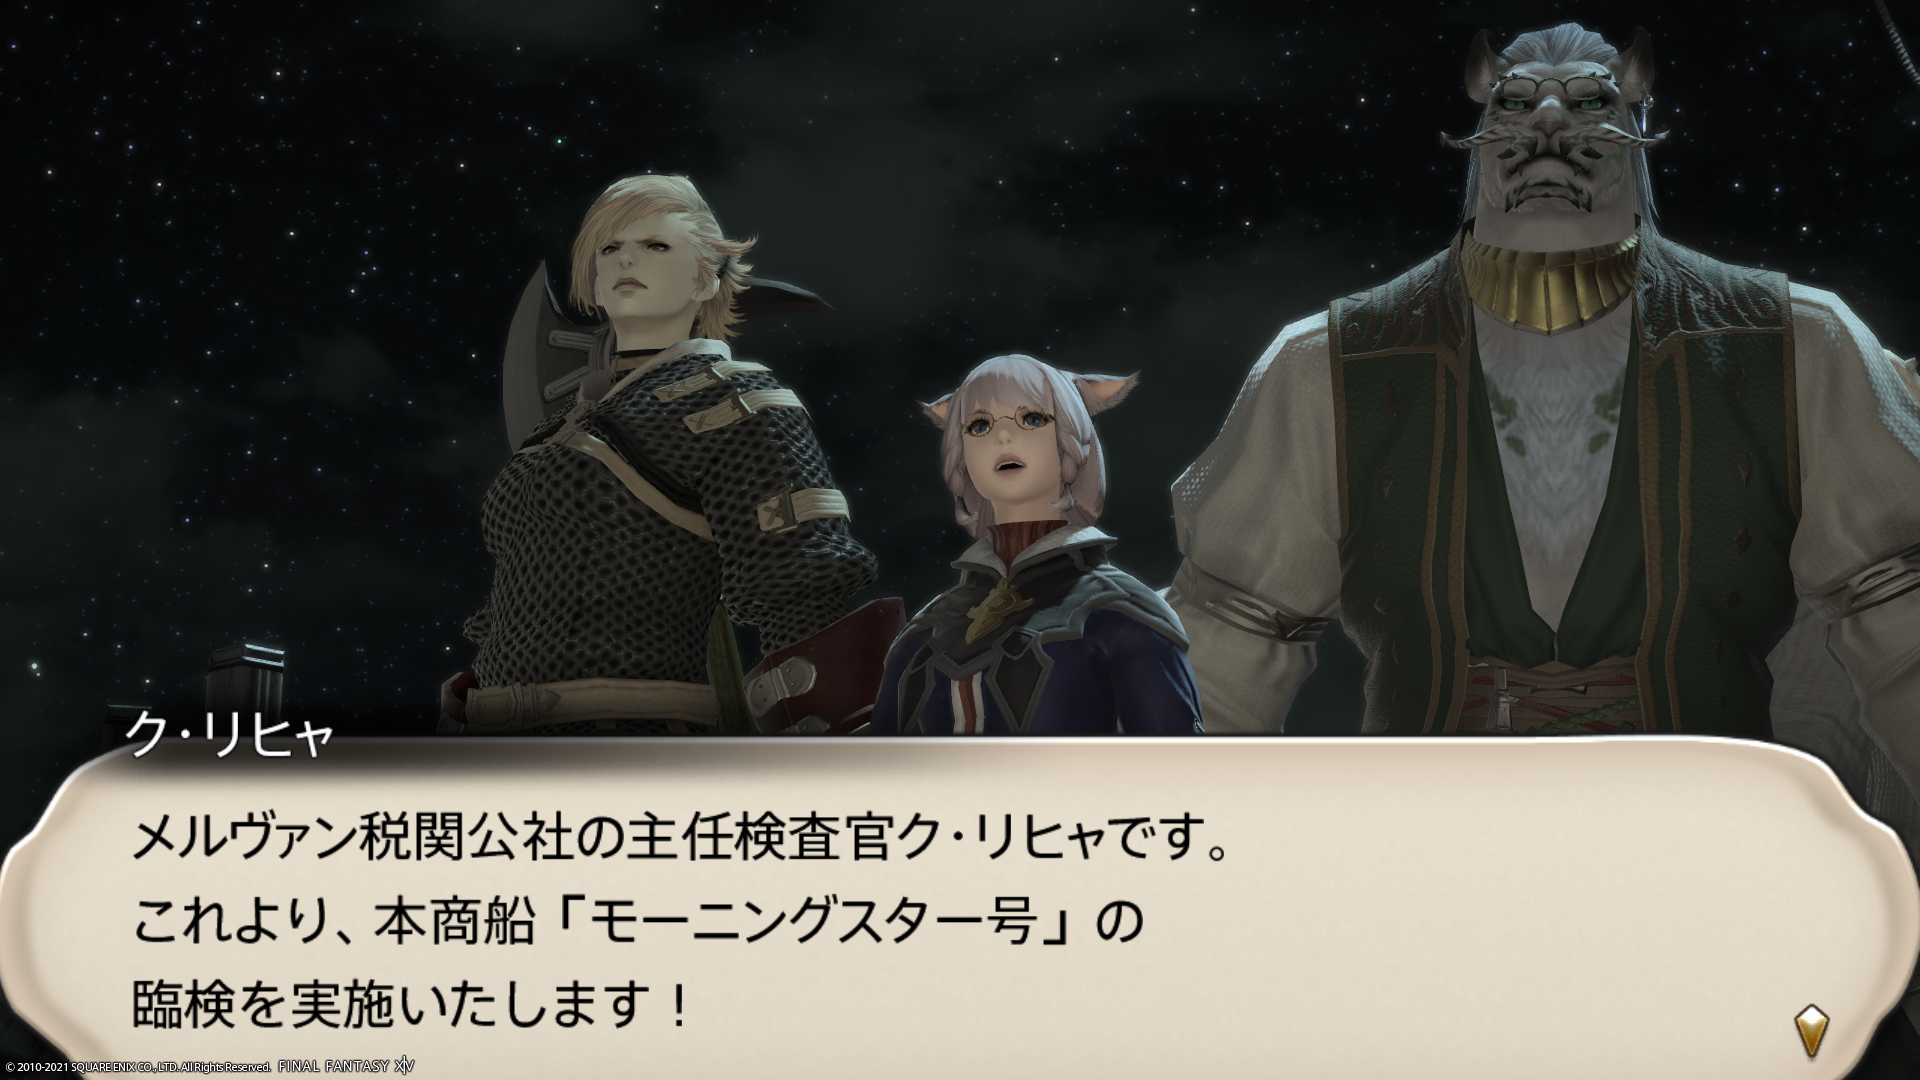 ク・リヒャ
メルヴァン税関公社の主任検査官ク・リヒャです。
これより、本商船「モーニングスター号」の
臨検を実施いたします！
© 2010-2021 SQUARE ENIX CO., LTD. All Rights Reserved. FINAL FANTASY XIV